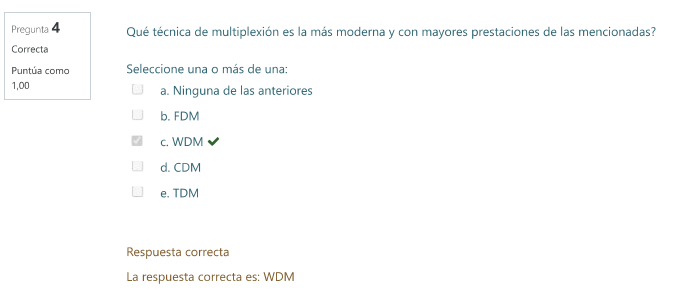 Pregunta 4
Correcta
Puntúa como
1,00
Qué técnica de multiplexión es la más moderna y con mayores prestaciones de las mencionadas?
Seleccione una o más de una:
a. Ninguna de las anteriores
b. FDM
c. WDM
d. CDM
e. TDM
Respuesta correcta
La respuesta correcta es: WDM